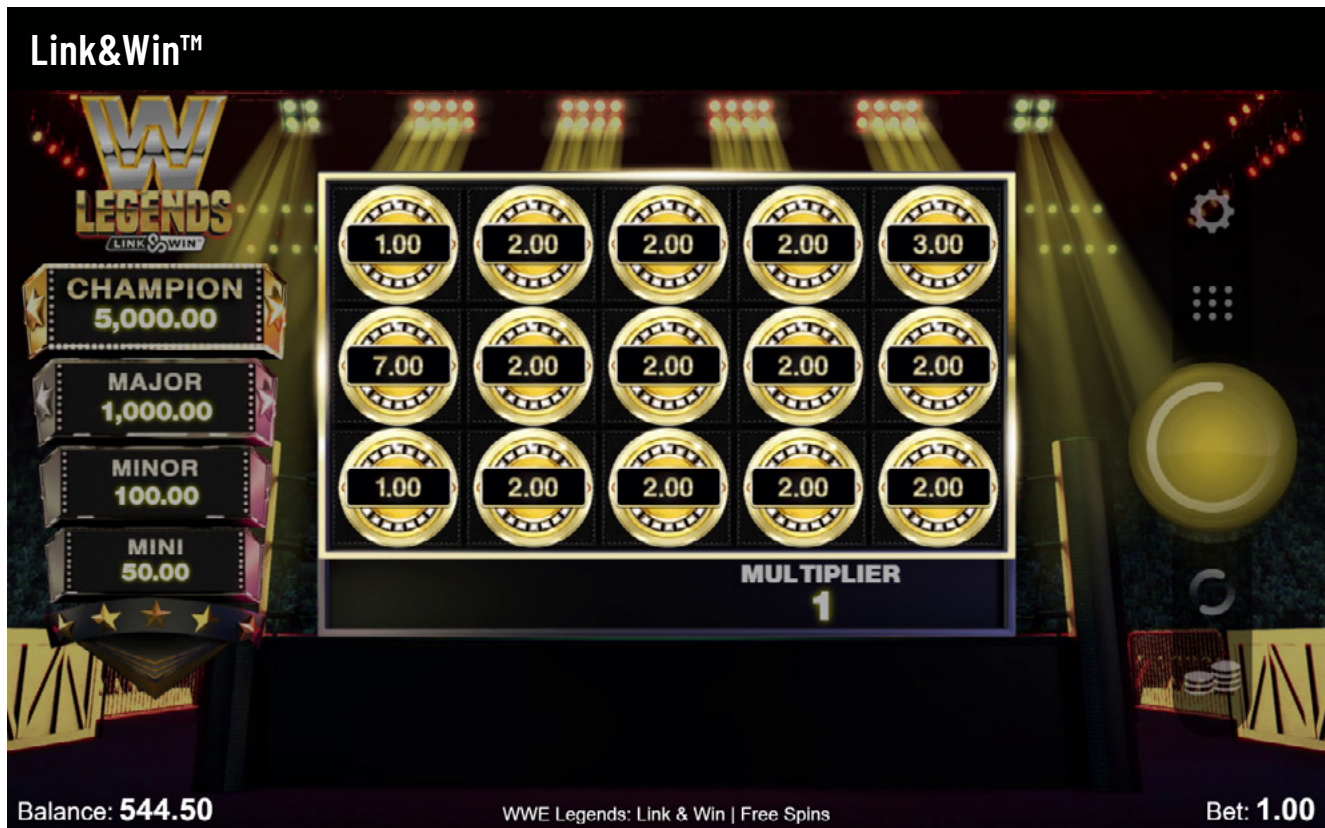 Link&Win™
W
LEGENDS
LINK & WIN™
CHAMPION
5,000.00
MAJOR
1,000.00
MINOR
100.00
MINI
50.00
1.00 2.00 2.00 2.00 3.00
7.00 2.00 2.00 2.00 2.00
1.00 2.00 2.00 2.00 2.00
MULTIPLIER
1
Balance: 544.50
WWE Legends: Link & Win | Free Spins
Bet: 1.00